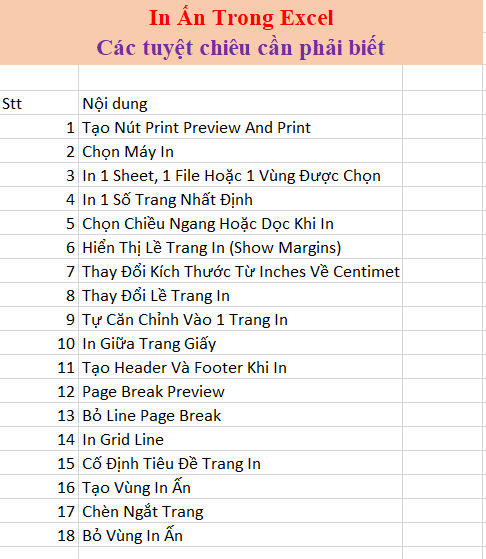 In Ấn Trong Excel
Các tuyệt chiêu cần phải biết
Stt Nội dung
1 Tạo Nút Print Preview And Print
2 Chọn Máy In
3 In 1 Sheet, 1 File Hoặc 1 Vùng Được Chọn
4 In 1 Số Trang Nhất Định
5 Chọn Chiều Ngang Hoặc Dọc Khi In
6 Hiển Thị Lề Trang In (Show Margins)
7 Thay Đổi Kích Thước Từ Inches Về Centimet
8 Thay Đổi Lề Trang In
9 Tự Căn Chỉnh Vào 1 Trang In
10 In Giữa Trang Giấy
11 Tạo Header Và Footer Khi In
12 Page Break Preview
13 Bỏ Line Page Break
14 In Grid Line
15 Cố Định Tiêu Đề Trang In
16 Tạo Vùng In Ấn
17 Chèn Ngắt Trang
18 Bỏ Vùng In Ấn